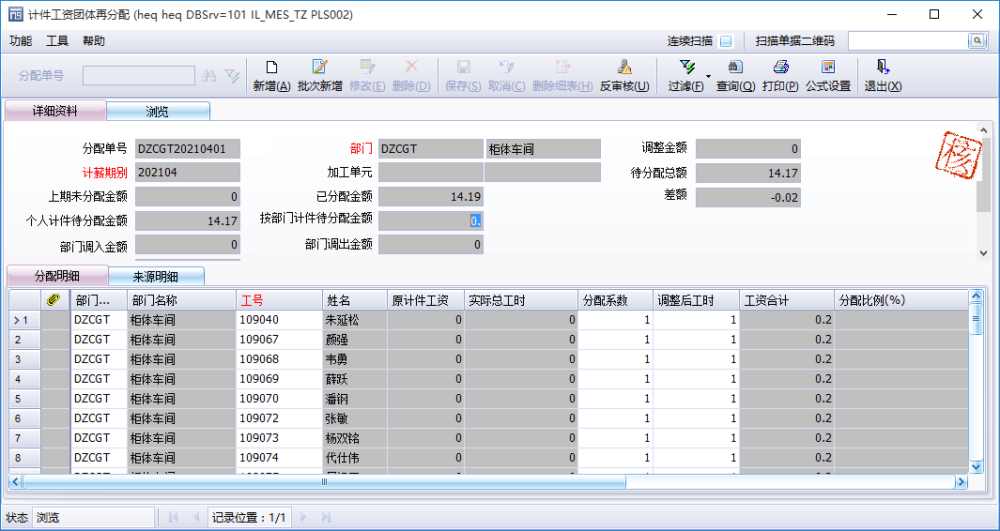 计件工资团体再分配 (heq heq DBSrv=101 IL_MES_TZ PLS002)
功能 工具 帮助 连续扫描 扫描单据二维码
分配单号 新增(A) 批次新增 修改(E) 删除(D) 保存(S) 取消(C) 删除细表(H) 反审核(U) 过滤(F) 查询(Q) 打印(P) 公式设置 退出(X)
详细资料 浏览
分配单号 DZCGT20210401 部门 DZCGT 柜体车间 调整金额 0
计薪期别 202104 加工单元 待分配总额 14.17
上期未分配金额 0 已分配金额 14.19 差额 -0.02
个人计件待分配金额 14.17 按部门计件待分配金额 0.
部门调入金额 0 部门调出金额 0
核
分配明细 来源明细
部门... 部门名称 工号 姓名 原计件工资 实际总工时 分配系数 调整后工时 工资合计 分配比例(%)
1 DZCGT 柜体车间 109040 朱延松 0 0 1 1 0.2
2 DZCGT 柜体车间 109067 颜强 0 0 1 1 0.2
3 DZCGT 柜体车间 109068 韦勇 0 0 1 1 0.2
4 DZCGT 柜体车间 109069 薛跃 0 0 1 1 0.2
5 DZCGT 柜体车间 109070 潘钢 0 0 1 1 0.2
6 DZCGT 柜体车间 109072 张敏 0 0 1 1 0.2
7 DZCGT 柜体车间 109073 杨双铭 0 0 1 1 0.2
8 DZCGT 柜体车间 109074 代仕伟 0 0 1 1 0.2
状态 浏览 记录位置：1/1